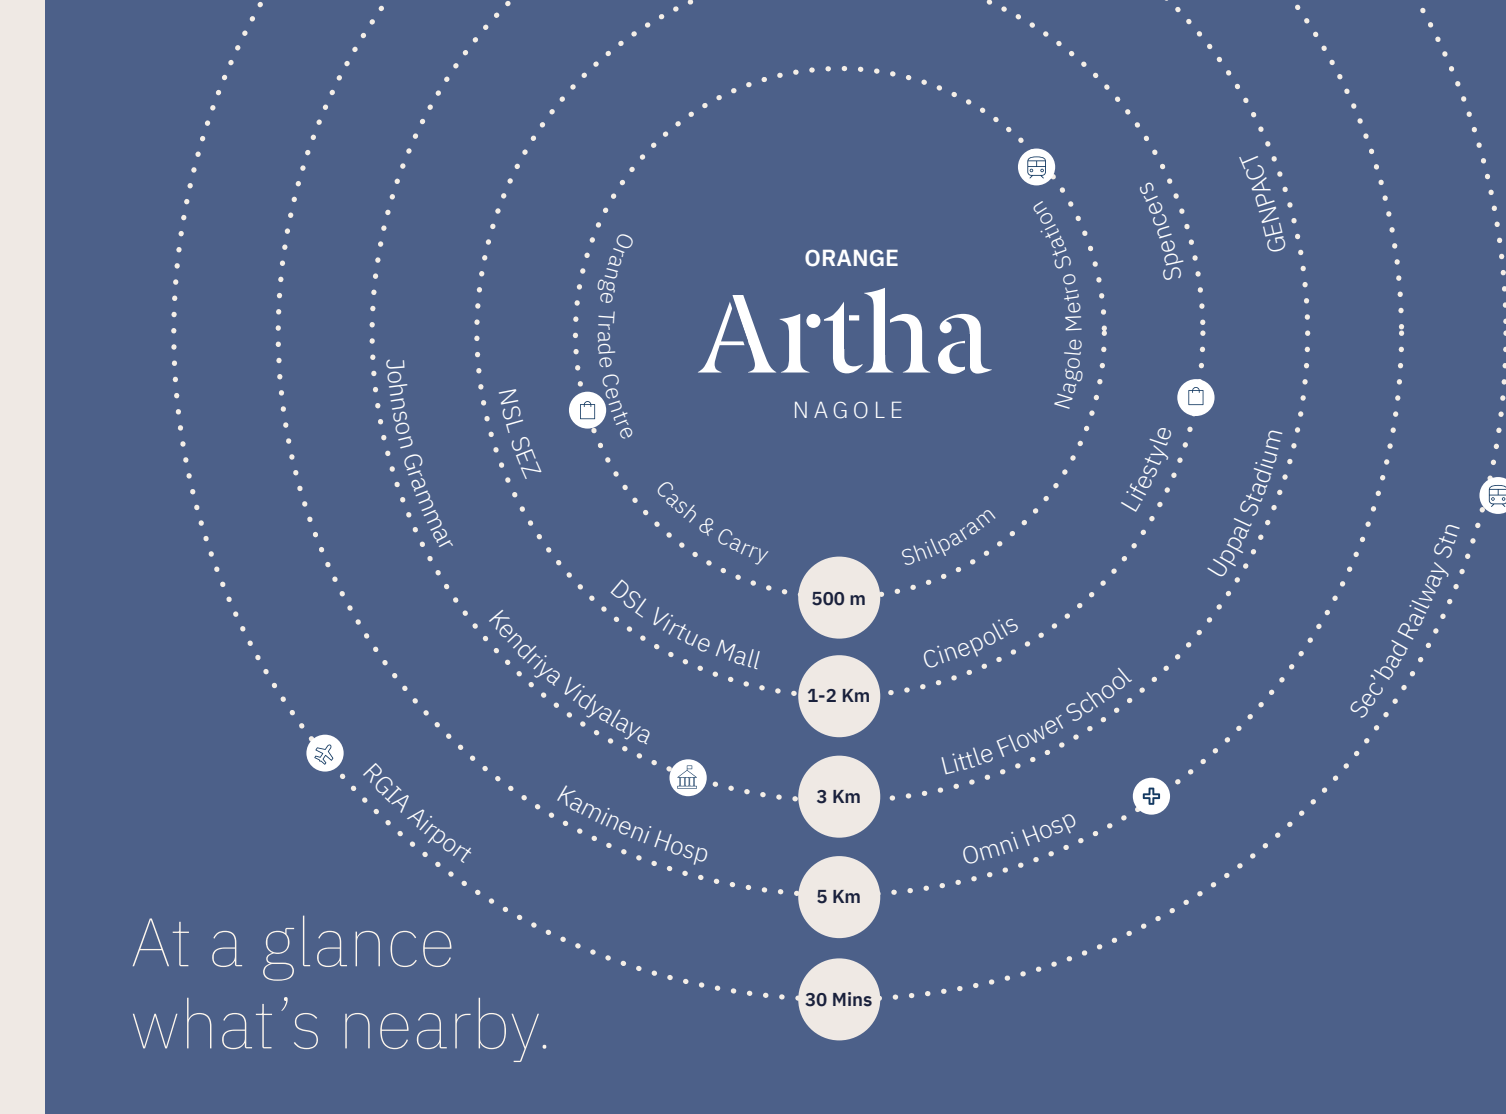 ORANGE
Artha
NAGOLE
Orange Trade Centre
Nagole Metro Station
Cash & Carry
Shilparam
500 m
Spencers
NSL SEZ
Lifestyle
DSL Virtue Mall
Cinepolis
1-2 Km
GENPACT
Johnson Grammar
Uppal Stadium
Kendriya Vidyalaya
Little Flower School
3 Km
Kamineni Hosp
Omni Hosp
5 Km
Sec'bad Railway Stn
RGIA Airport
30 Mins
At a glance
what’s nearby.